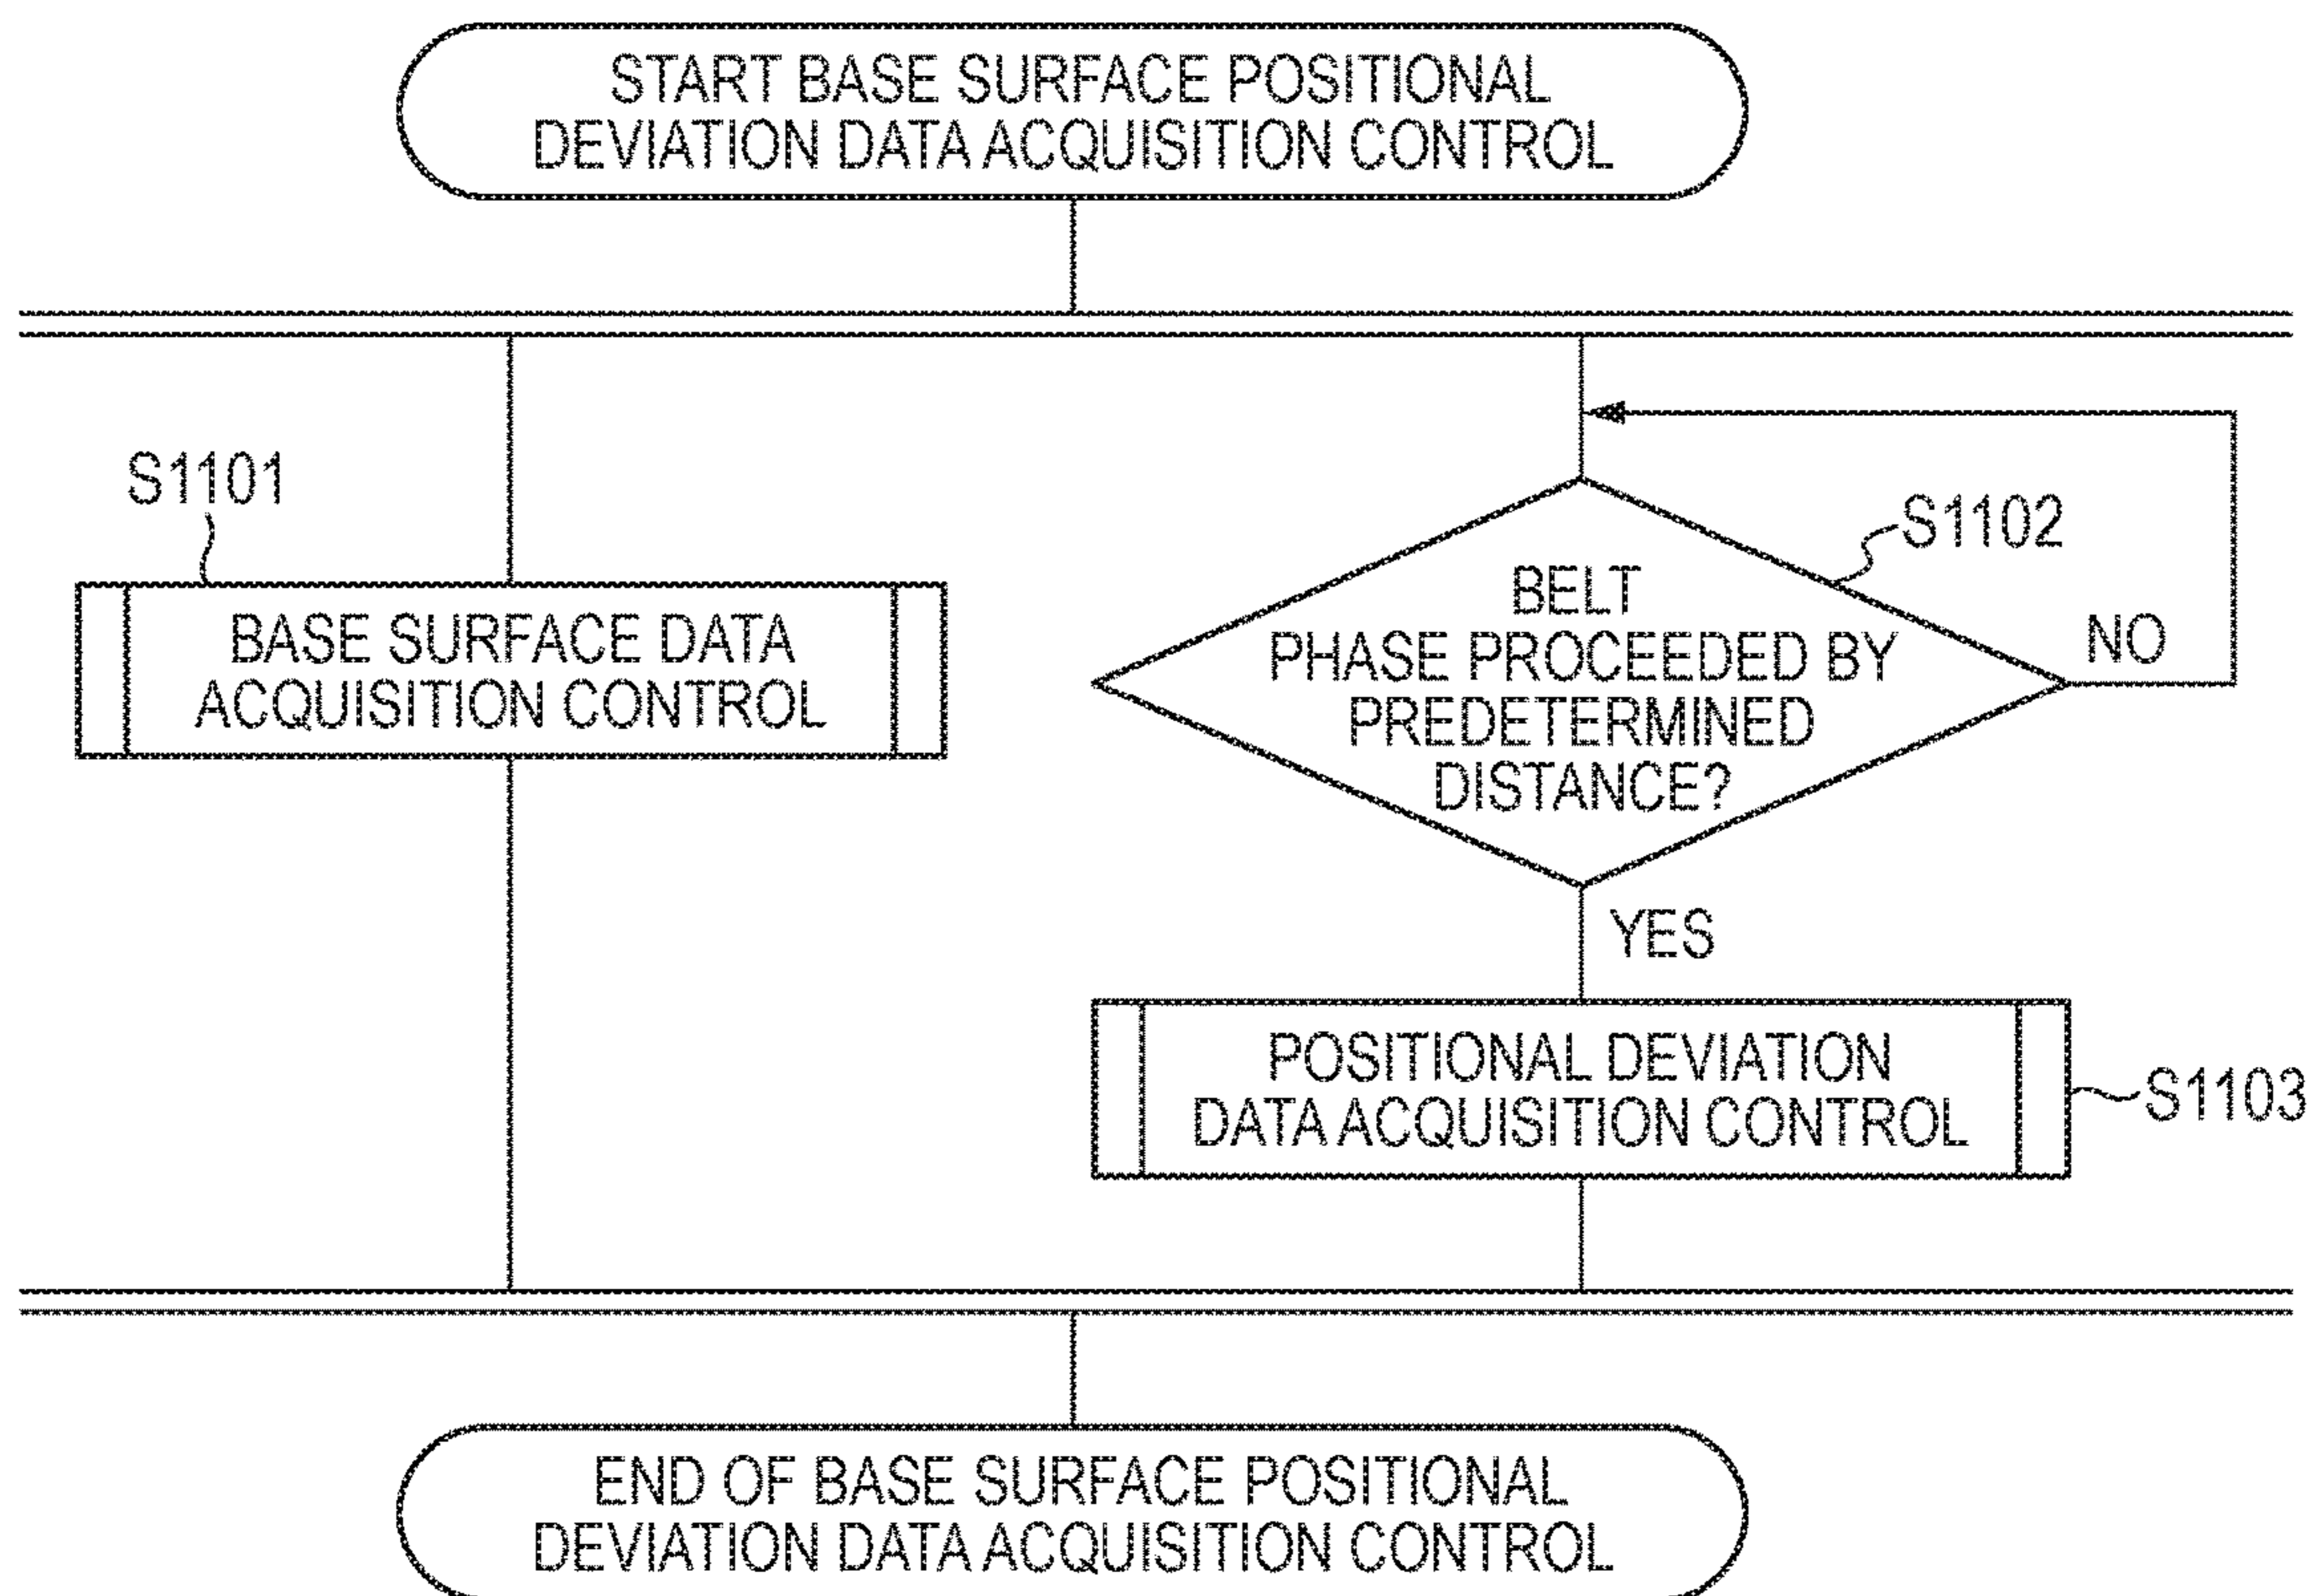 START BASE SURFACE POSITIONAL
DEVIATION DATA ACQUISITION CONTROL
S1101
BASE SURFACE DATA
ACQUISITION CONTROL
S1102
BELT
PHASE PROCEEDED BY
PREDETERMINED
DISTANCE?
NO
YES
POSITIONAL DEVIATION
DATA ACQUISITION CONTROL
S1103
END OF BASE SURFACE POSITIONAL
DEVIATION DATA ACQUISITION CONTROL